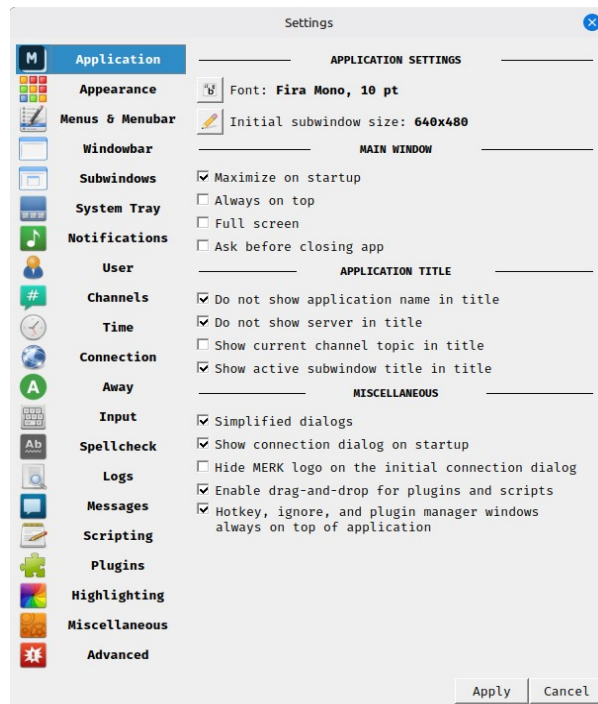 Settings
M
Application
Appearance
Menus & Menubar
Windowbar
Subwindows
System Tray
Notifications
User
#
Channels
Time
Connection
A
Away
Input
Ab
Spellcheck
Logs
Messages
Scripting
Plugins
Highlighting
Miscellaneous
Advanced
APPLICATION SETTINGS
Font: Fira Mono, 10 pt
Initial subwindow size: 640x480
MAIN WINDOW
Maximize on startup
Always on top
Full screen
Ask before closing app
APPLICATION TITLE
Do not show application name in title
Do not show server in title
Show current channel topic in title
Show active subwindow title in title
MISCELLANEOUS
Simplified dialogs
Show connection dialog on startup
Hide MERK logo on the initial connection dialog
Enable drag-and-drop for plugins and scripts
Hotkey, ignore, and plugin manager windows
always on top of application
Apply
Cancel